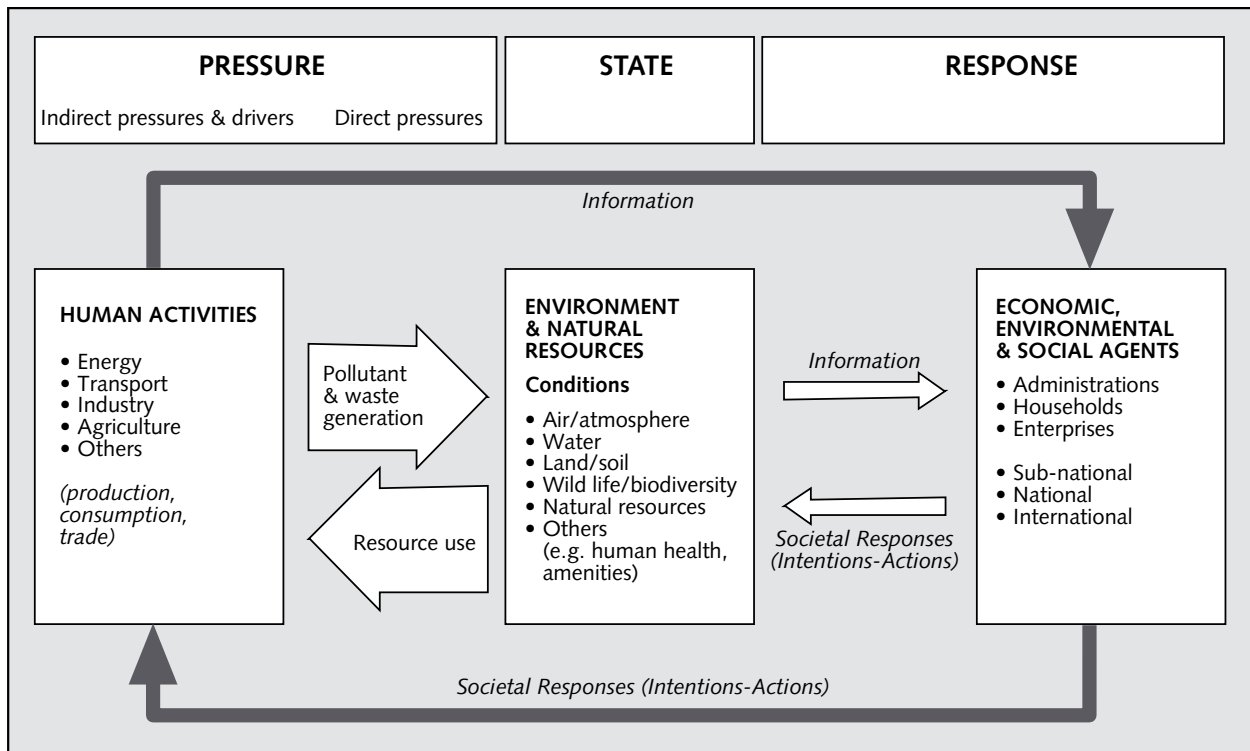 PRESSURE
Indirect pressures & drivers
Direct pressures
STATE
RESPONSE
Information
HUMAN ACTIVITIES
• Energy
• Transport
• Industry
• Agriculture
• Others
(production,
consumption,
trade)
Pollutant
& waste
generation
Resource use
ENVIRONMENT
& NATURAL
RESOURCES
Conditions
• Air/atmosphere
• Water
• Land/soil
• Wild life/biodiversity
• Natural resources
• Others
(e.g. human health,
amenities)
Information
Societal Responses
(Intentions-Actions)
ECONOMIC,
ENVIRONMENTAL
& SOCIAL AGENTS
• Administrations
• Households
• Enterprises
• Sub-national
• National
• International
Societal Responses (Intentions-Actions)